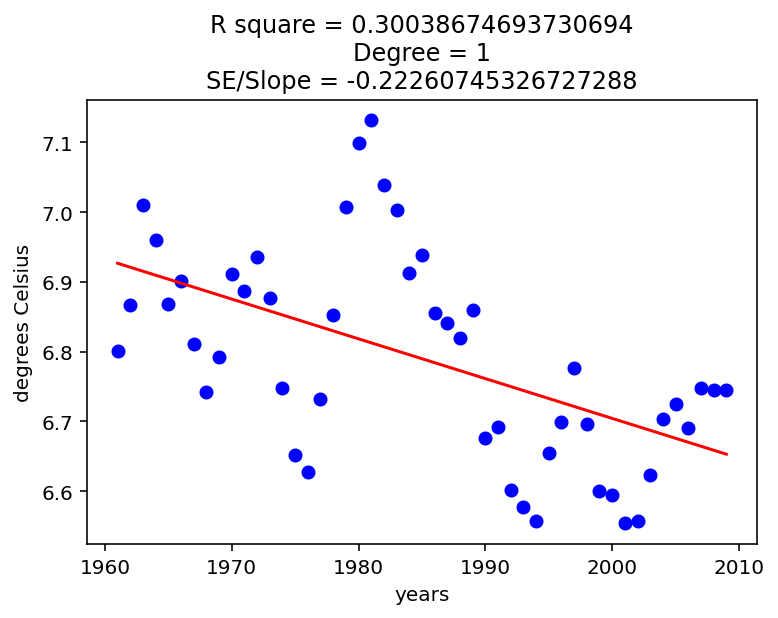 R square = 0.30038674693730694
Degree = 1
SE/Slope = -0.22260745326727288
degrees Celsius
7.1
7.0
6.9
6.8
6.7
6.6
1960 1970 1980 1990 2000 2010
years